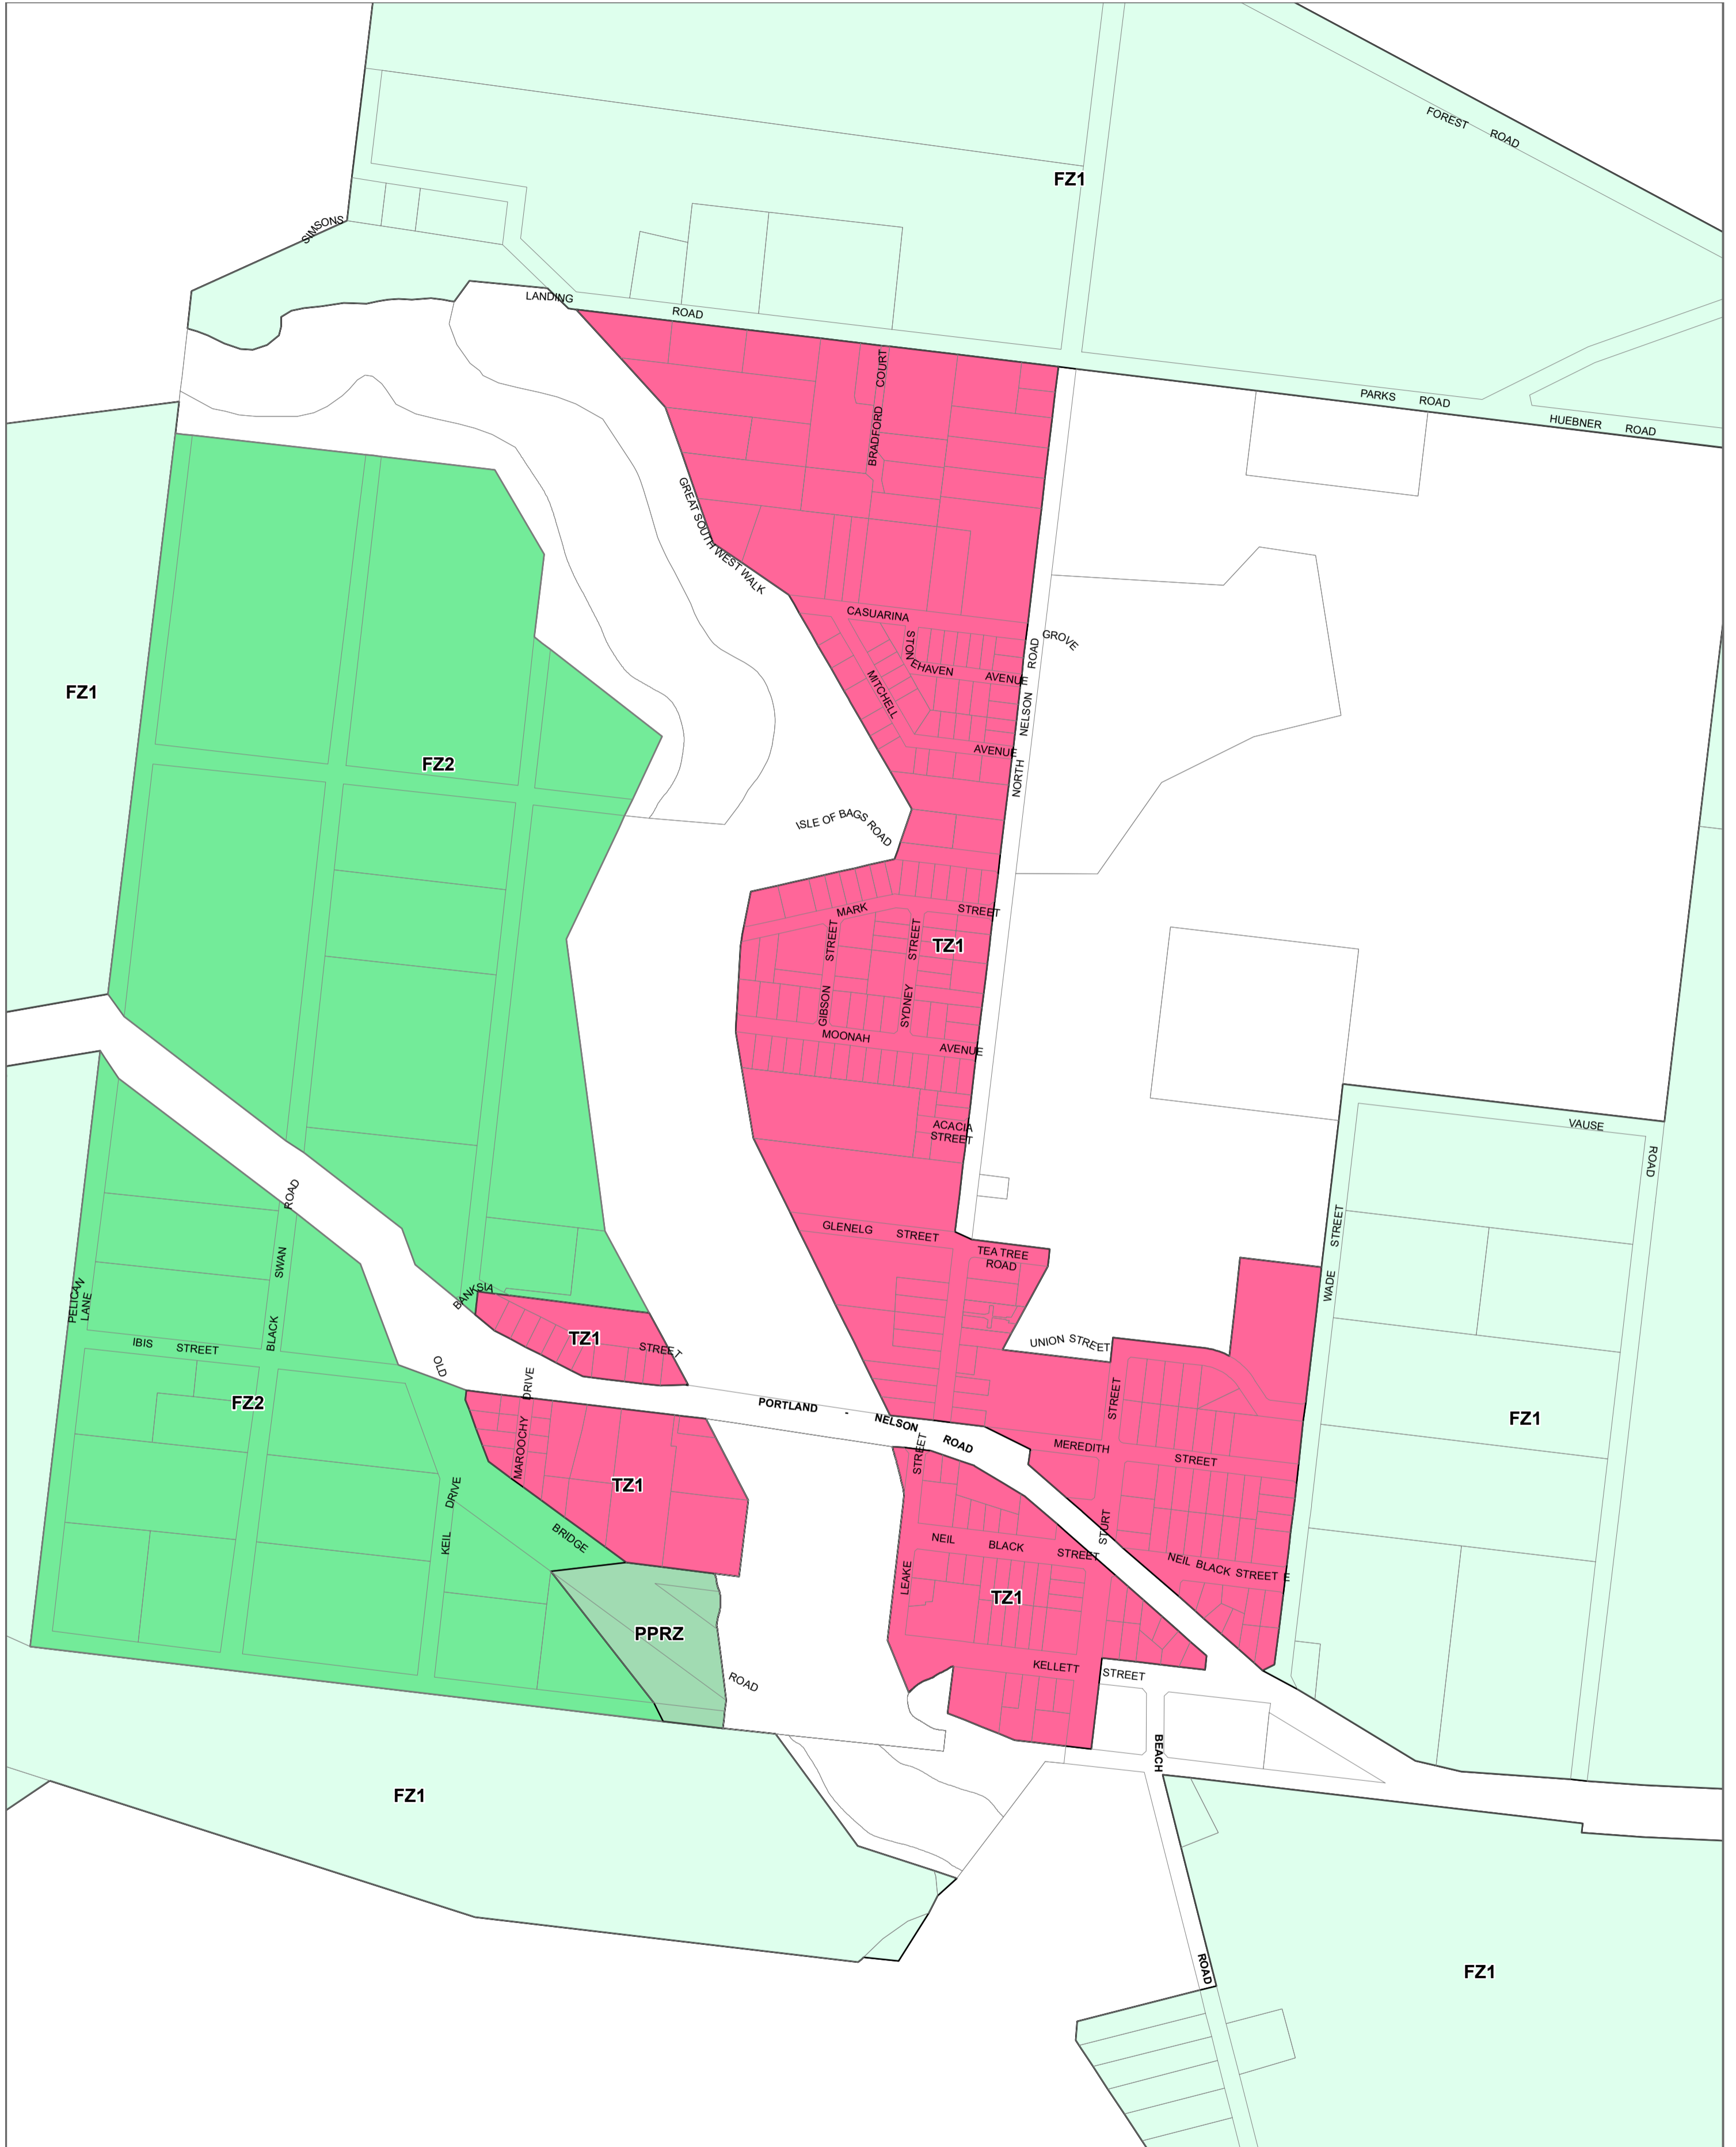 FOREST ROAD
FZ1
SIMSONS
LANDING
ROAD
COURT
BRADFORD
PARKS ROAD
HUEBNER ROAD
GREAT SOUTH WEST WALK
CASUARINA
GROVE
STON
EHAVEN
AVENUE
MITCHELL
AVENUE
NORTH NELSON ROAD
FZ1
FZ2
ISLE OF BAGS ROAD
MARK
STREET
STREET
GIBSON
STREET
SYDNEY
TZ1
MOONAH
AVENUE
ACACIA
STREET
VAUSE
ROAD
GLENELG STREET
TEA TREE
ROAD
WADE STREET
UNION STREET
BLACK SWAN ROAD
PELICAN
LANE
BANKSIA
STREET
TZ1
IBIS STREET
OLD
MAROOCHY DRIVE
FZ2
PORTLAND - NELSON ROAD
STREET
STURT
MEREDITH
STREET
FZ1
TZ1
KEIL DRIVE
BRIDGE
STREET
LEAKE
NEIL BLACK STREET
NEIL BLACK STREET E
TZ1
PPRZ
ROAD
KELLETT
STREET
BEACH
ROAD
FZ1
FZ1